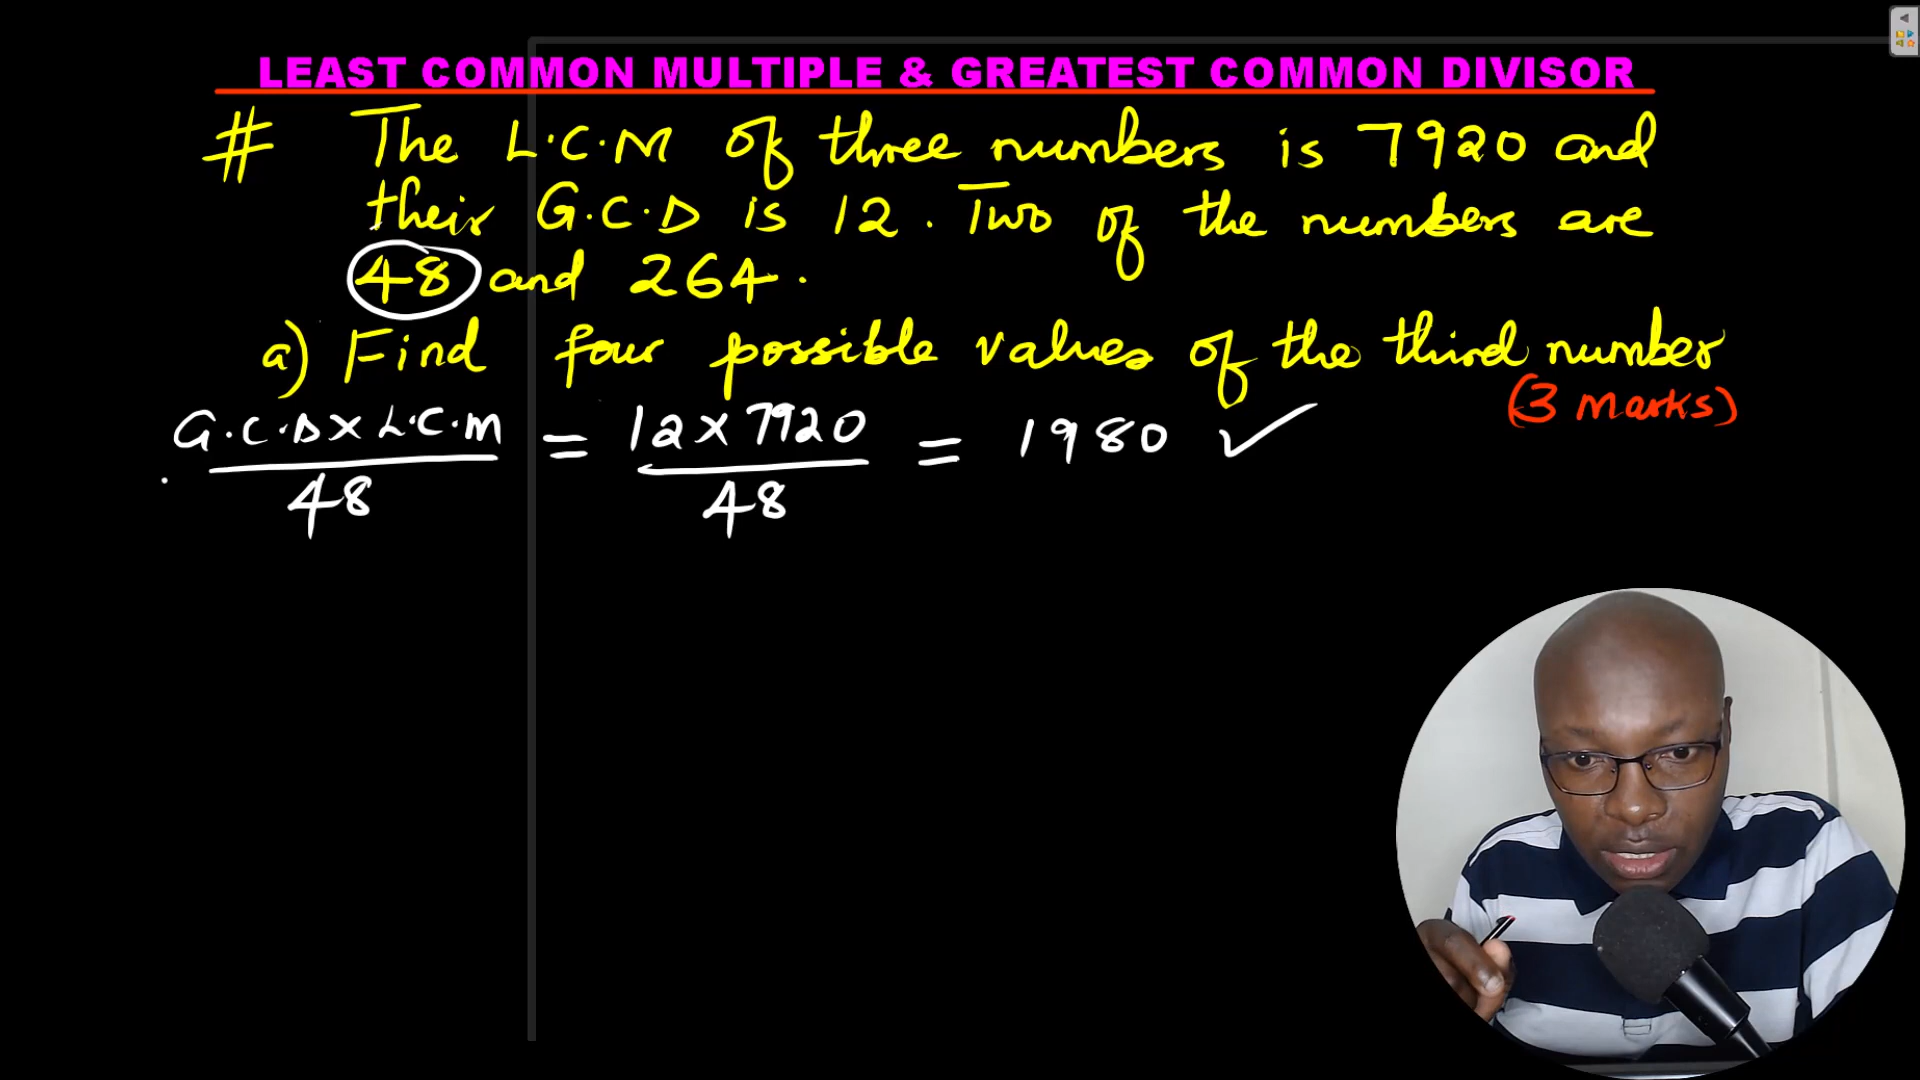 LEAST COMMON MULTIPLE & GREATEST COMMON DIVISOR
# The L.C.M of three numbers is 7920 and
their G.C.D is 12. Two of the numbers are
48 and 264.
a) Find four possible values of the third number
(3 marks)
G.C.D x L.C.M / 48 = 12 x 7920 / 48 = 1980 ✓